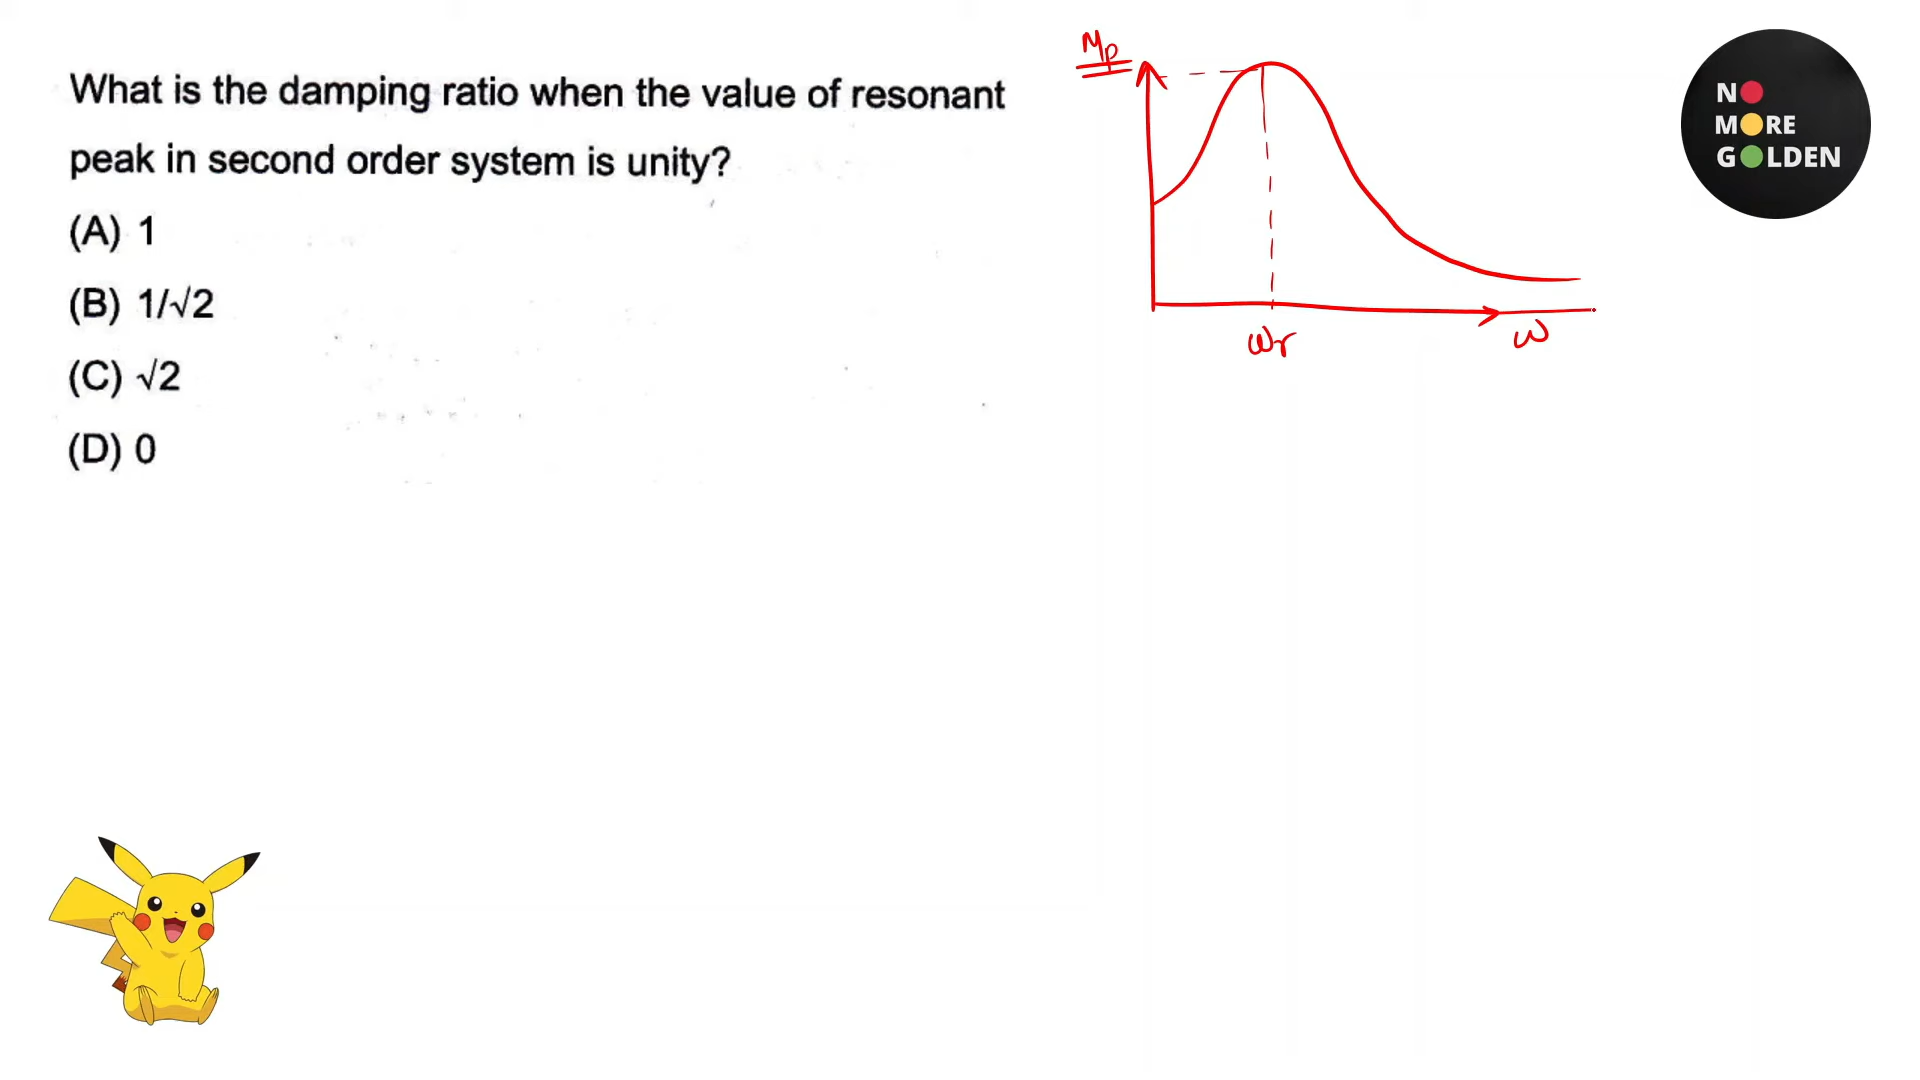 What is the damping ratio when the value of resonant
peak in second order system is unity?
(A) 1
(B) 1/√2
(C) √2
(D) 0
Mp
ωr
ω
NO
MORE
GOLDEN